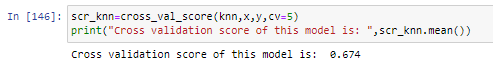 In [146]: scr_knn=cross_val_score(knn,x,y,cv=5)
print("Cross validation score of this model is: ",scr_knn.mean())
Cross validation score of this model is:  0.674